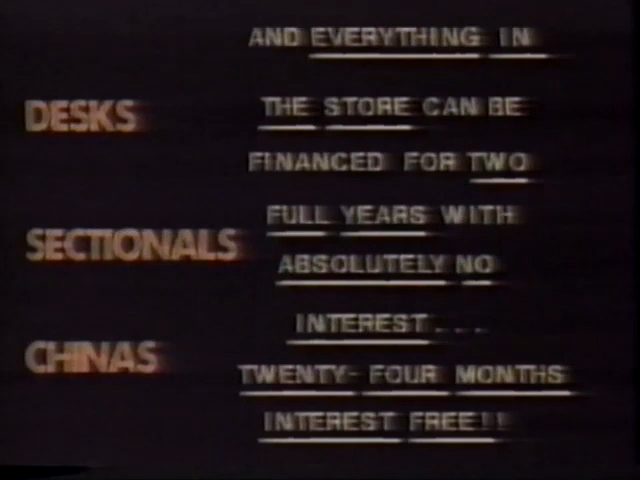 DESKS
SECTIONALS
CHINAS
AND EVERYTHING IN
THE STORE CAN BE
FINANCED FOR TWO
FULL YEARS WITH
ABSOLUTELY NO
INTEREST...
TWENTY-FOUR MONTHS
INTEREST FREE!!